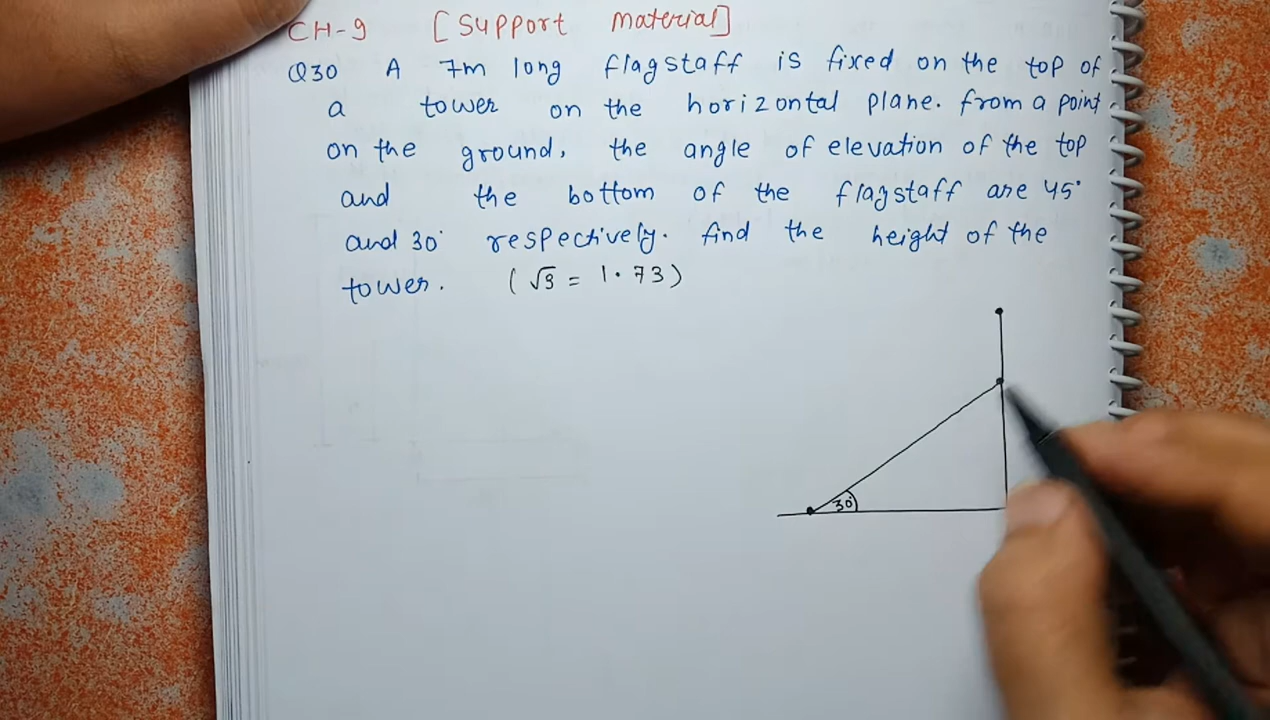 CH-9 [Support Material]
Q30 A 7m long flagstaff is fixed on the top of
a tower on the horizontal plane. from a point
on the ground, the angle of elevation of the top
and the bottom of the flagstaff are 45°
and 30° respectively. find the height of the
tower. (√3 = 1.73)
30°